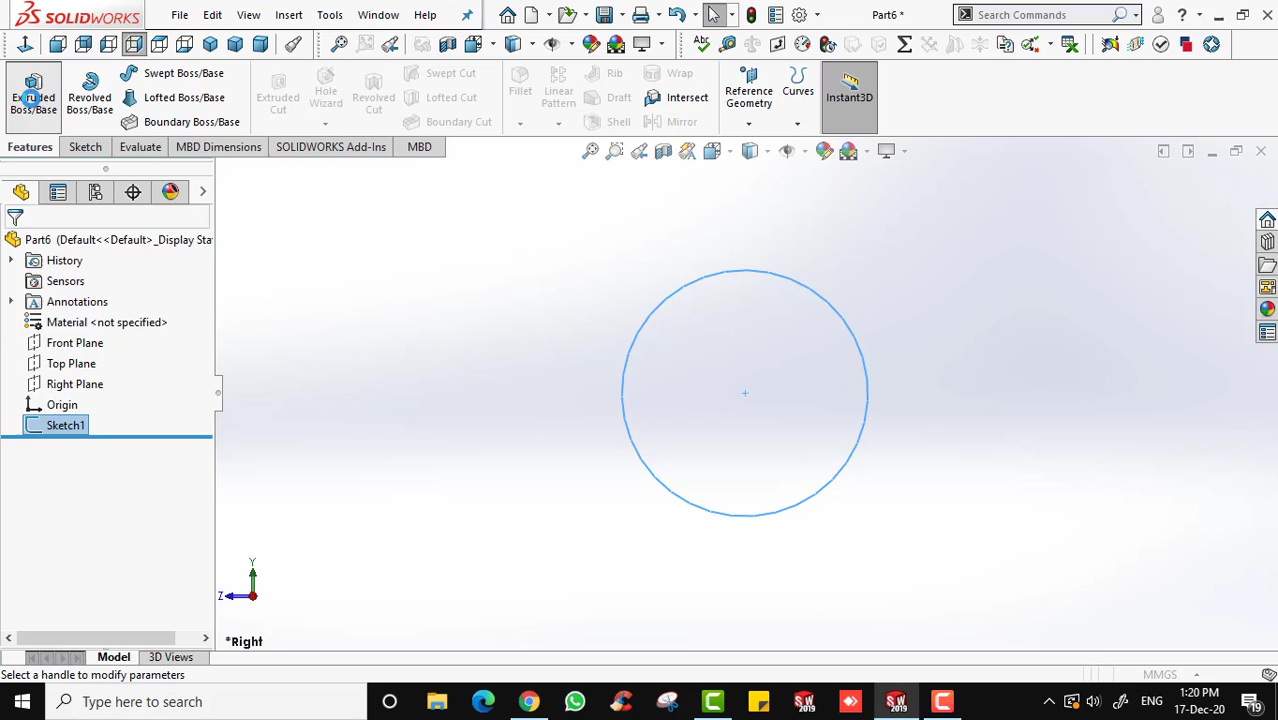 SOLIDWORKS File Edit View Insert Tools Window Help Part6 * Search Commands ?
Extruded Boss/Base
Revolved Boss/Base
Swept Boss/Base
Lofted Boss/Base
Boundary Boss/Base
Extruded Cut
Hole Wizard
Revolved Cut
Swept Cut
Lofted Cut
Boundary Cut
Fillet
Linear Pattern
Rib
Draft
Shell
Wrap
Intersect
Mirror
Reference Geometry
Curves
Instant3D
Features Sketch Evaluate MBD Dimensions SOLIDWORKS Add-Ins MBD
Part6 (Default<<Default>_Display Sta
History
Sensors
Annotations
Material <not specified>
Front Plane
Top Plane
Right Plane
Origin
Sketch1
Y
Z
*Right
Model 3D Views
Select a handle to modify parameters MMGS
Type here to search ENG 1:20 PM
17-Dec-20 19
SW 2019
SW 2019